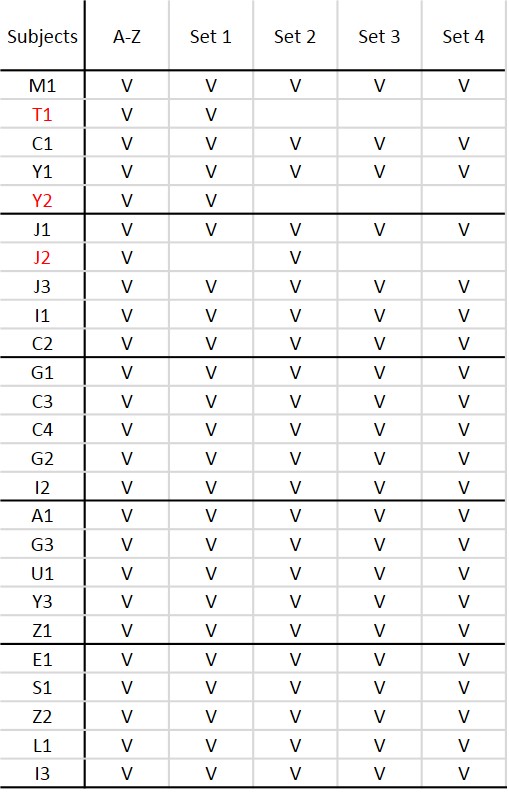 Subjects A-Z Set 1 Set 2 Set 3 Set 4
M1 V V V V V
T1 V V
C1 V V V V V
Y1 V V V V V
Y2 V V
J1 V V V V V
J2 V V
J3 V V V V V
I1 V V V V V
C2 V V V V V
G1 V V V V V
C3 V V V V V
C4 V V V V V
G2 V V V V V
I2 V V V V V
A1 V V V V V
G3 V V V V V
U1 V V V V V
Y3 V V V V V
Z1 V V V V V
E1 V V V V V
S1 V V V V V
Z2 V V V V V
L1 V V V V V
I3 V V V V V